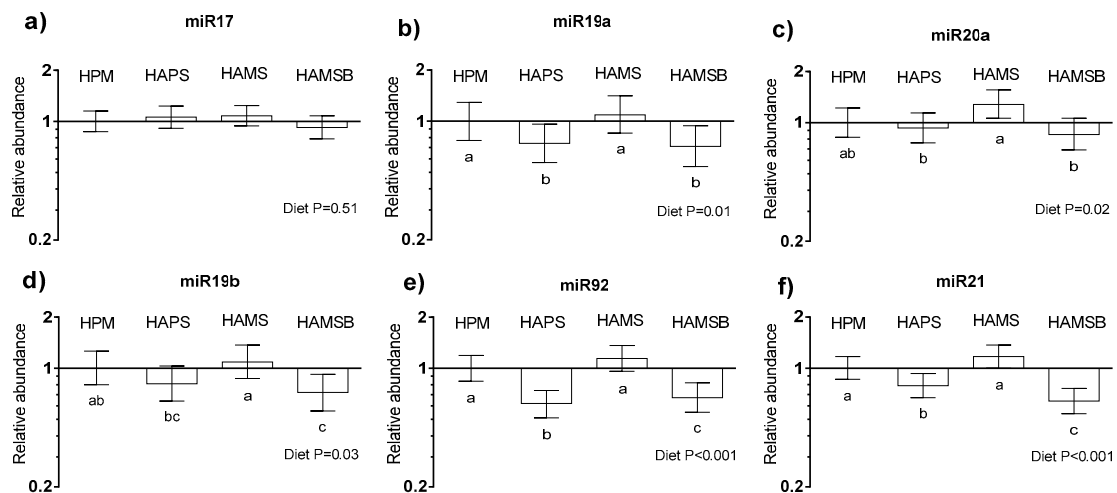 a)
miR17
HPM HAPS HAMS HAMSB
Relative abundance
2
1
0.2
Diet P=0.51
b)
miR19a
HPM HAPS HAMS HAMSB
Relative abundance
2
1
0.2
a b a b
Diet P=0.01
c)
miR20a
HPM HAPS HAMS HAMSB
Relative abundance
2
1
0.2
ab b a b
Diet P=0.02
d)
miR19b
HPM HAPS HAMS HAMSB
Relative abundance
2
1
0.2
ab bc a c
Diet P=0.03
e)
miR92
HPM HAPS HAMS HAMSB
Relative abundance
2
1
0.2
a b a c
Diet P<0.001
f)
miR21
HPM HAPS HAMS HAMSB
Relative abundance
2
1
0.2
a b a c
Diet P<0.001